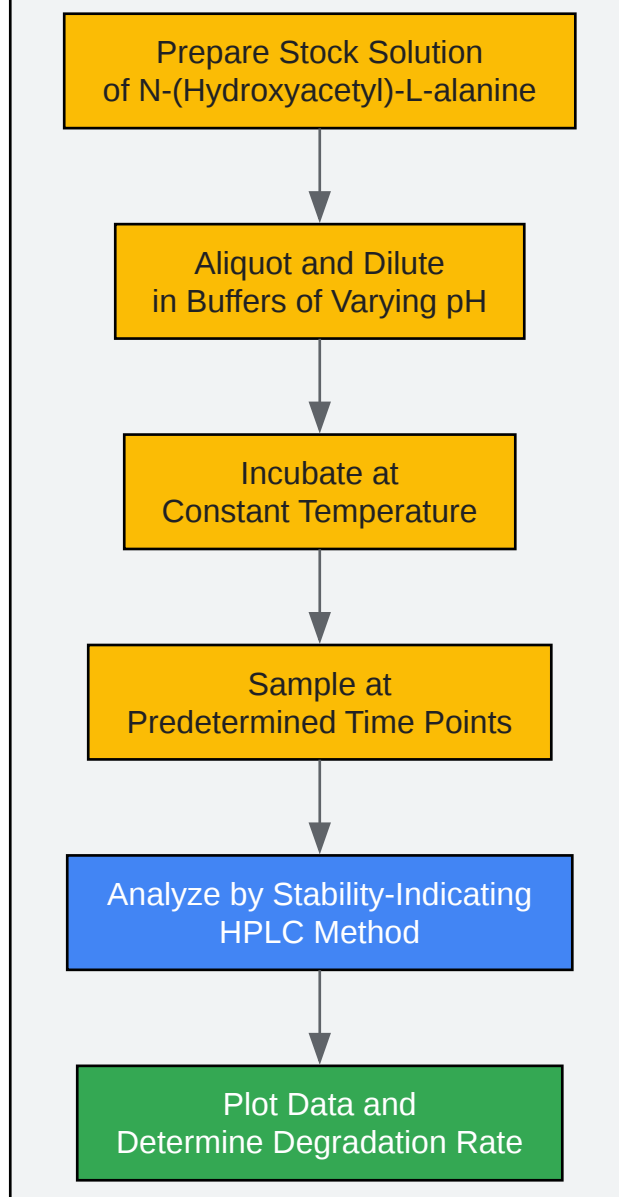 Prepare Stock Solution
of N-(Hydroxyacetyl)-L-alanine
Aliquot and Dilute
in Buffers of Varying pH
Incubate at
Constant Temperature
Sample at
Predetermined Time Points
Analyze by Stability-Indicating
HPLC Method
Plot Data and
Determine Degradation Rate